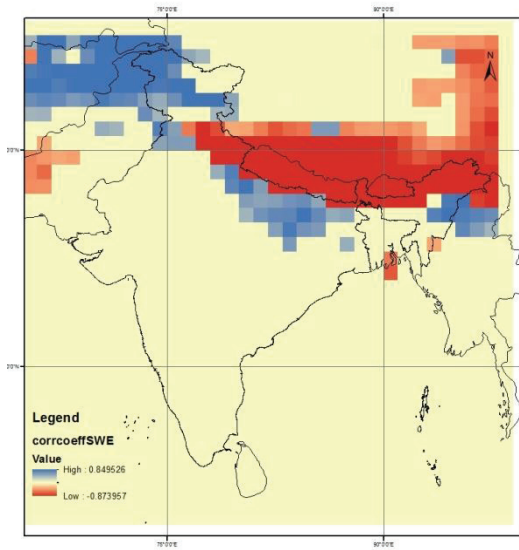 75°0'0"E 90°0'0"E
N
Legend
corrcoeffSWE
Value
High : 0.849526
Low : -0.873957
75°0'0"E 90°0'0"E